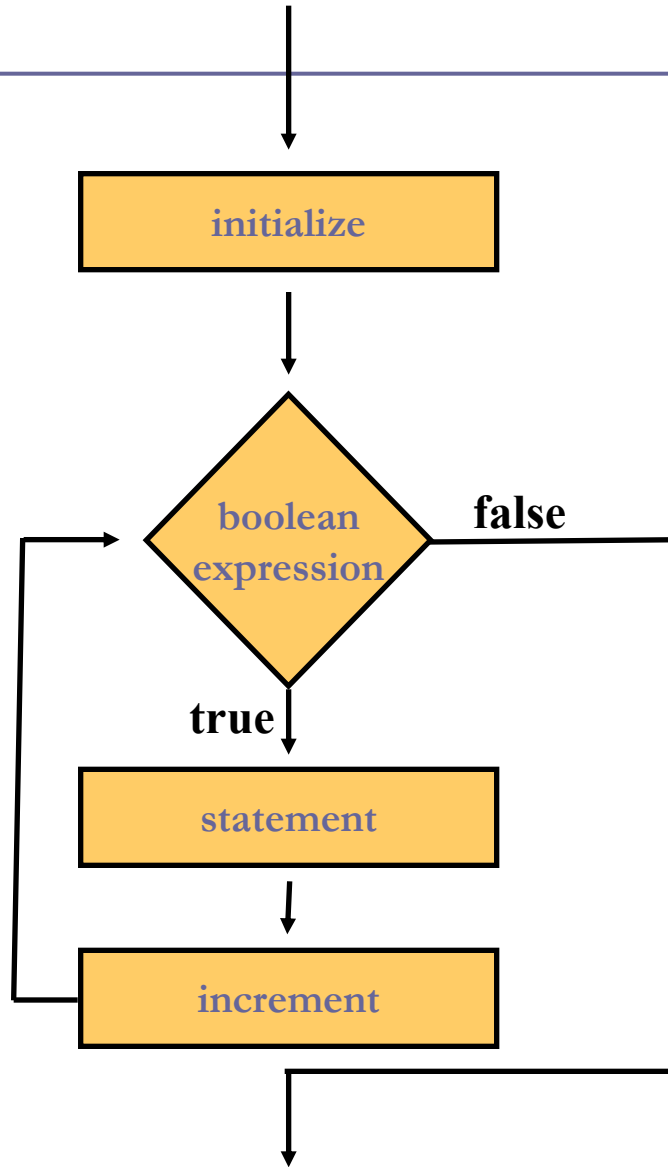 initialize
boolean
expression
false
true
statement
increment